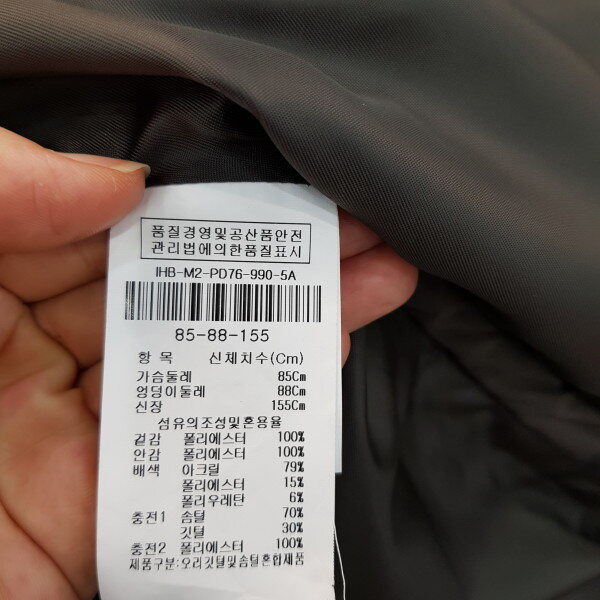 품질경영및공산품안전
관리법에의한품질표시
IHB-M2-PD76-990-5A
85-88-155
항 목 신체치수(Cm)
가슴둘레 85Cm
엉덩이둘레 88Cm
신장 155Cm
섬유의조성및혼용율
겉감 폴리에스터 100%
안감 폴리에스터 100%
배색 아크릴 79%
폴리에스터 15%
폴리우레탄 6%
충전1 솜털 70%
깃털 30%
충전2 폴리에스터 100%
제품구분:오리깃털및솜털혼합제품